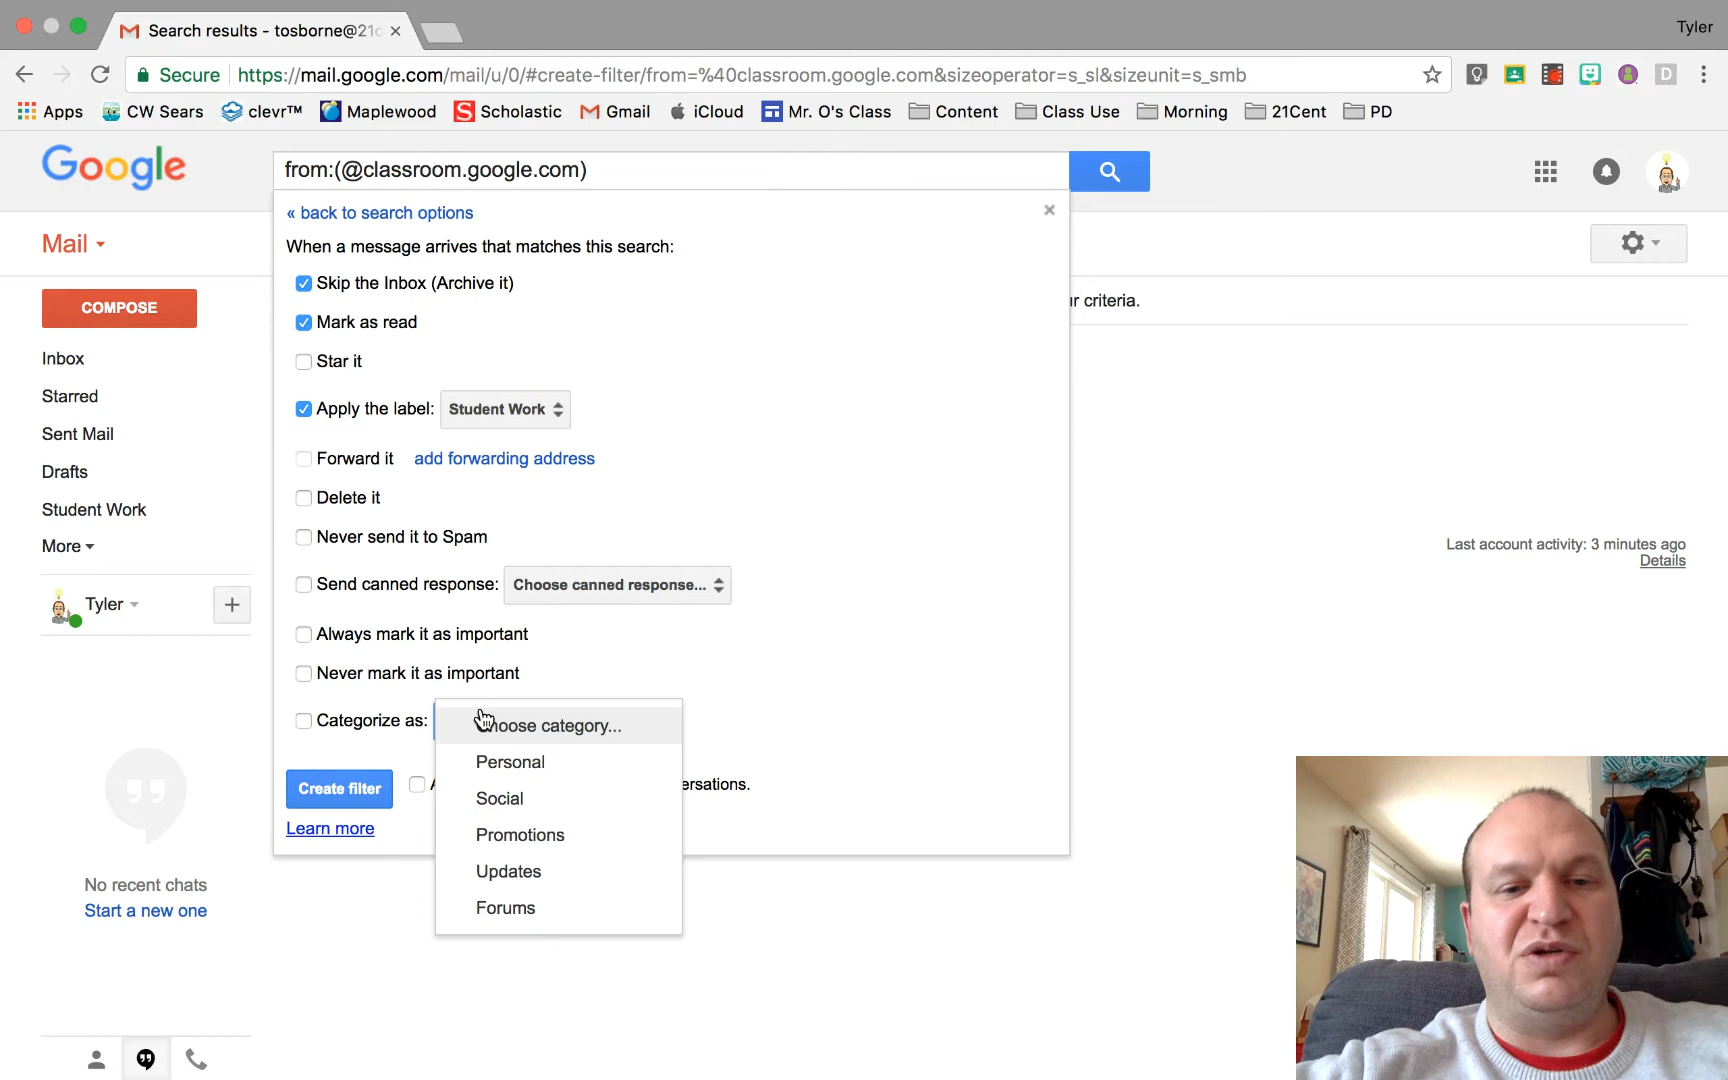 Search results - tosborne@21c
Tyler
Secure https://mail.google.com/mail/u/0/#create-filter/from=%40classroom.google.com&sizeoperator=s_sl&sizeunit=s_smb
Apps CW Sears clevr™ Maplewood Scholastic Gmail iCloud Mr. O's Class Content Class Use Morning 21Cent PD
Google
from:(@classroom.google.com)
« back to search options
When a message arrives that matches this search:
Mail
Skip the Inbox (Archive it)
COMPOSE
r criteria.
Mark as read
Inbox
Star it
Starred
Apply the label: Student Work
Sent Mail
Forward it add forwarding address
Drafts
Delete it
Student Work
Never send it to Spam
More
Last account activity: 3 minutes ago
Details
Send canned response: Choose canned response...
Tyler
Always mark it as important
Never mark it as important
Categorize as:
hoose category...
Personal
Social
Promotions
Updates
Forums
Create filter
ersations.
Learn more
No recent chats
Start a new one